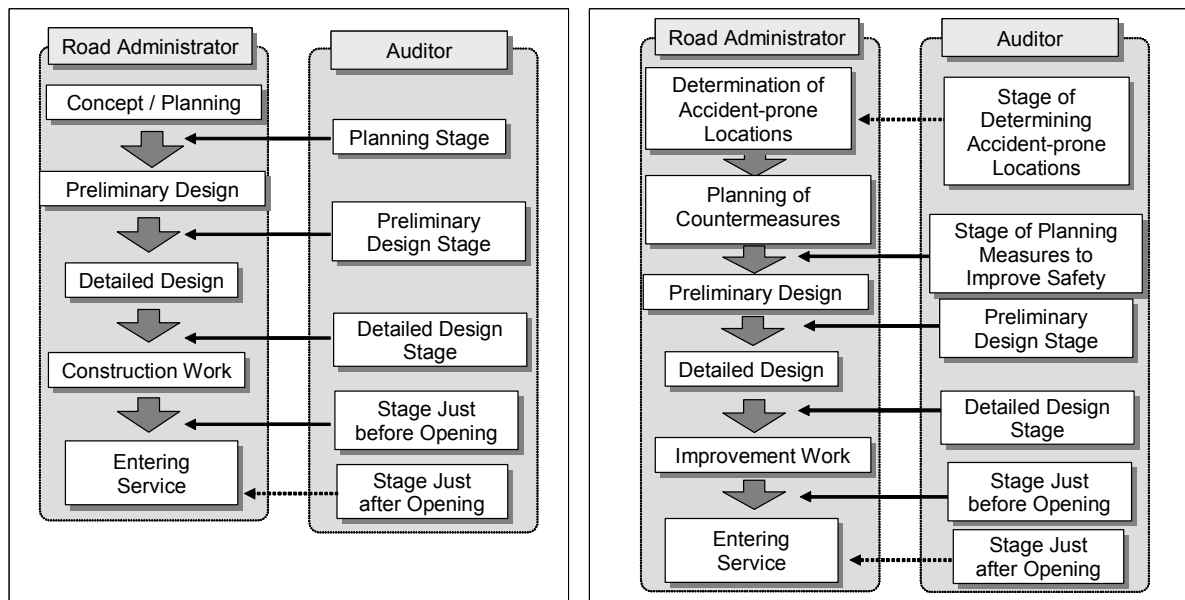 Road Administrator
Concept / Planning
Preliminary Design
Detailed Design
Construction Work
Entering
Service
Auditor
Planning Stage
Preliminary
Design Stage
Detailed Design
Stage
Stage Just
before Opening
Stage Just
after Opening
Road Administrator
Determination of
Accident-prone
Locations
Planning of
Countermeasures
Preliminary Design
Detailed Design
Improvement Work
Entering
Service
Auditor
Stage of
Determining
Accident-prone
Locations
Stage of Planning
Measures to
Improve Safety
Preliminary
Design Stage
Detailed Design
Stage
Stage Just
before Opening
Stage Just
after Opening